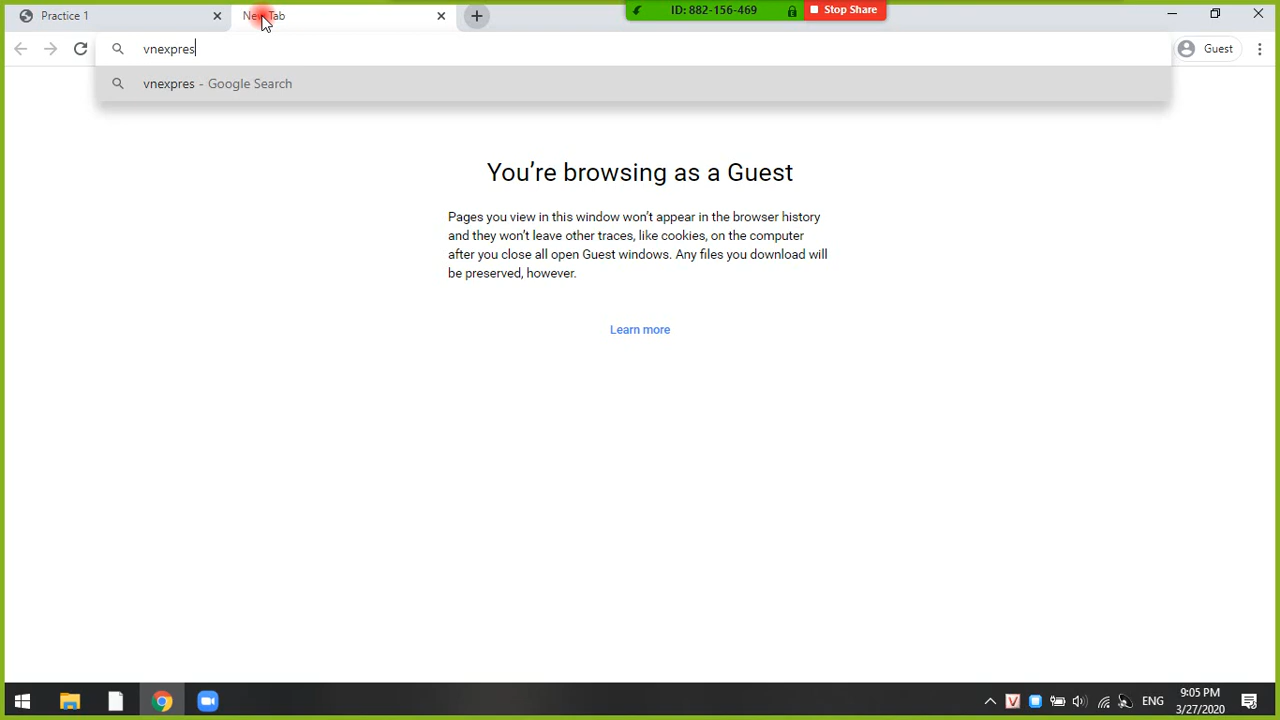 Practice 1
New Tab
ID: 882-156-469
Stop Share
vnexpres
Guest
vnexpres - Google Search
You're browsing as a Guest
Pages you view in this window won't appear in the browser history
and they won't leave other traces, like cookies, on the computer
after you close all open Guest windows. Any files you download will
be preserved, however.
Learn more
V
ENG
9:05 PM
3/27/2020